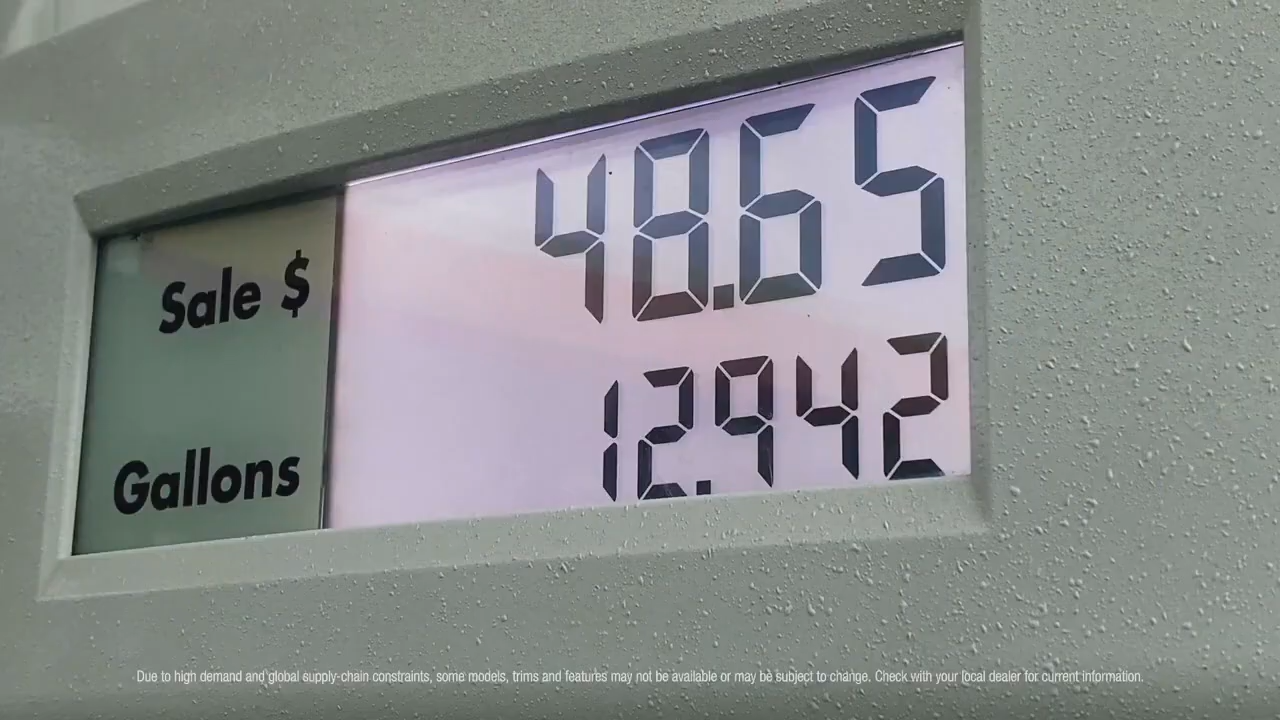 Sale $ 48.65
Gallons 12.942
Due to high demand and global supply-chain constraints, some models, trims and features may not be available or may be subject to change. Check with your local dealer for current information.